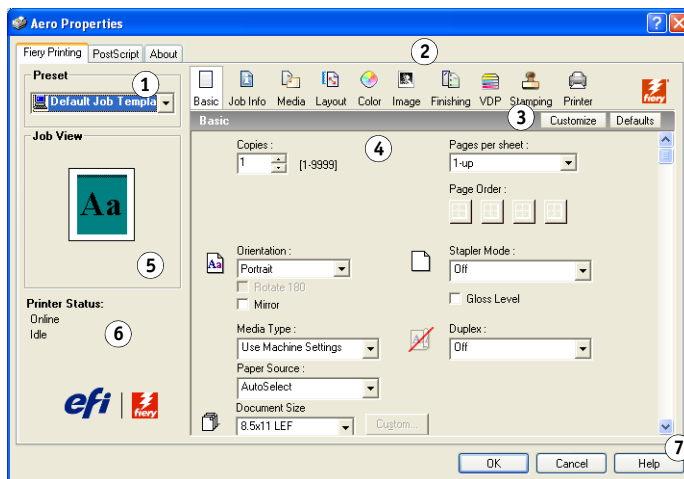 Aero Properties
Fiery Printing PostScript About
2
Preset
1
Default Job Templa
Basic Job Info Media Layout Color Image Finishing VDP Stamping Printer
fiery
Basic
3
Customize Defaults
Job View
Aa
5
Copies :
1
[1-9999]
4
Pages per sheet :
1-up
Page Order :
Aa
Orientation :
Portrait
Rotate 180
Mirror
Stapler Mode :
Off
Gloss Level
Printer Status:
Online
Idle
6
Media Type :
Use Machine Settings
Duplex :
Off
Paper Source :
AutoSelect
efi fiery
Document Size
8.5x11 LEF
Custom...
7
OK Cancel Help